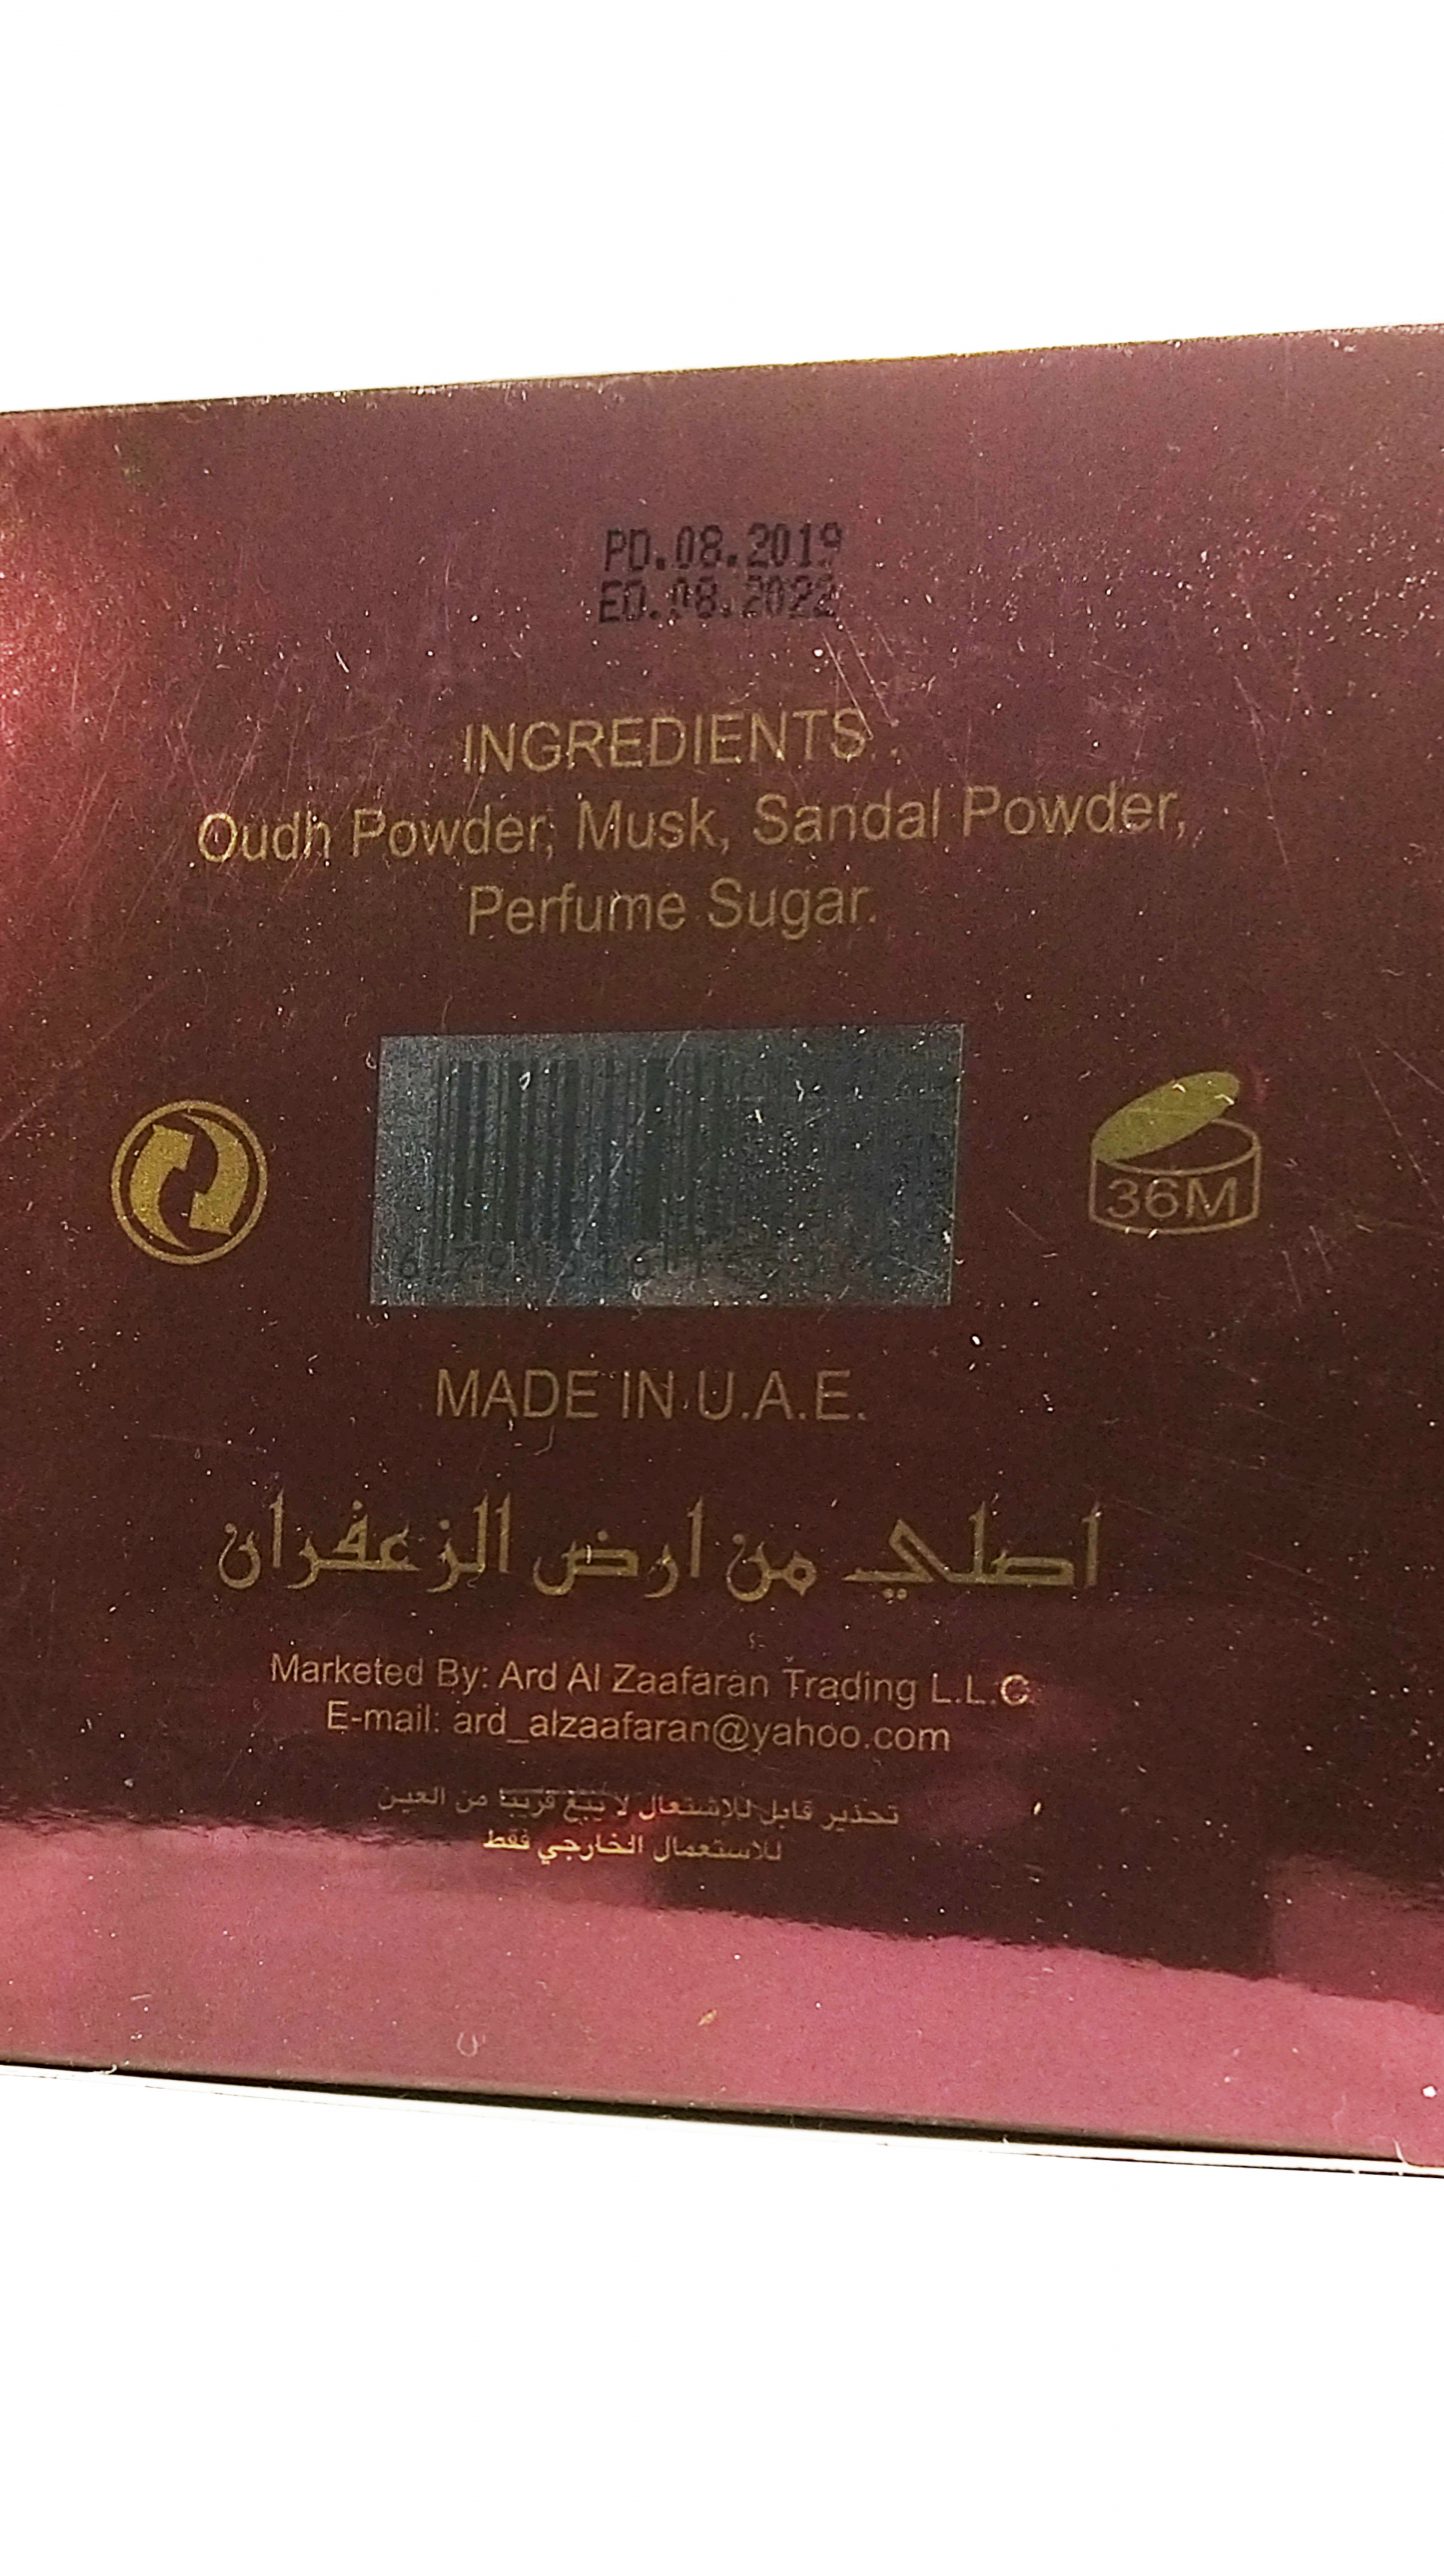 PD.08.2019
ED.08.2022
INGREDIENTS :
Oudh Powder, Musk, Sandal Powder,
Perfume Sugar.
36M
MADE IN U.A.E.
اصلي من ارض الزعفران
Marketed By: Ard Al Zaafaran Trading L.L.C
E-mail: ard_alzaafaran@yahoo.com
تحذير قابل للإشتعال لا قريبا من العين
للاستعمال الخارجي فقط